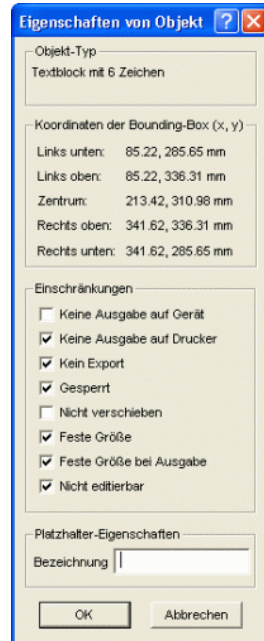 Eigenschaften von Objekt
Objekt-Typ
Textblock mit 6 Zeichen
Koordinaten der Bounding-Box (x, y)
Links unten: 85.22, 285.65 mm
Links oben: 85.22, 336.31 mm
Zentrum: 213.42, 310.98 mm
Rechts oben: 341.62, 336.31 mm
Rechts unten: 341.62, 285.65 mm
Einschränkungen
Keine Ausgabe auf Gerät
Keine Ausgabe auf Drucker
Kein Export
Gesperrt
Nicht verschieben
Feste Größe
Feste Größe bei Ausgabe
Nicht editierbar
Platzhalter-Eigenschaften
Bezeichnung
OK Abbrechen